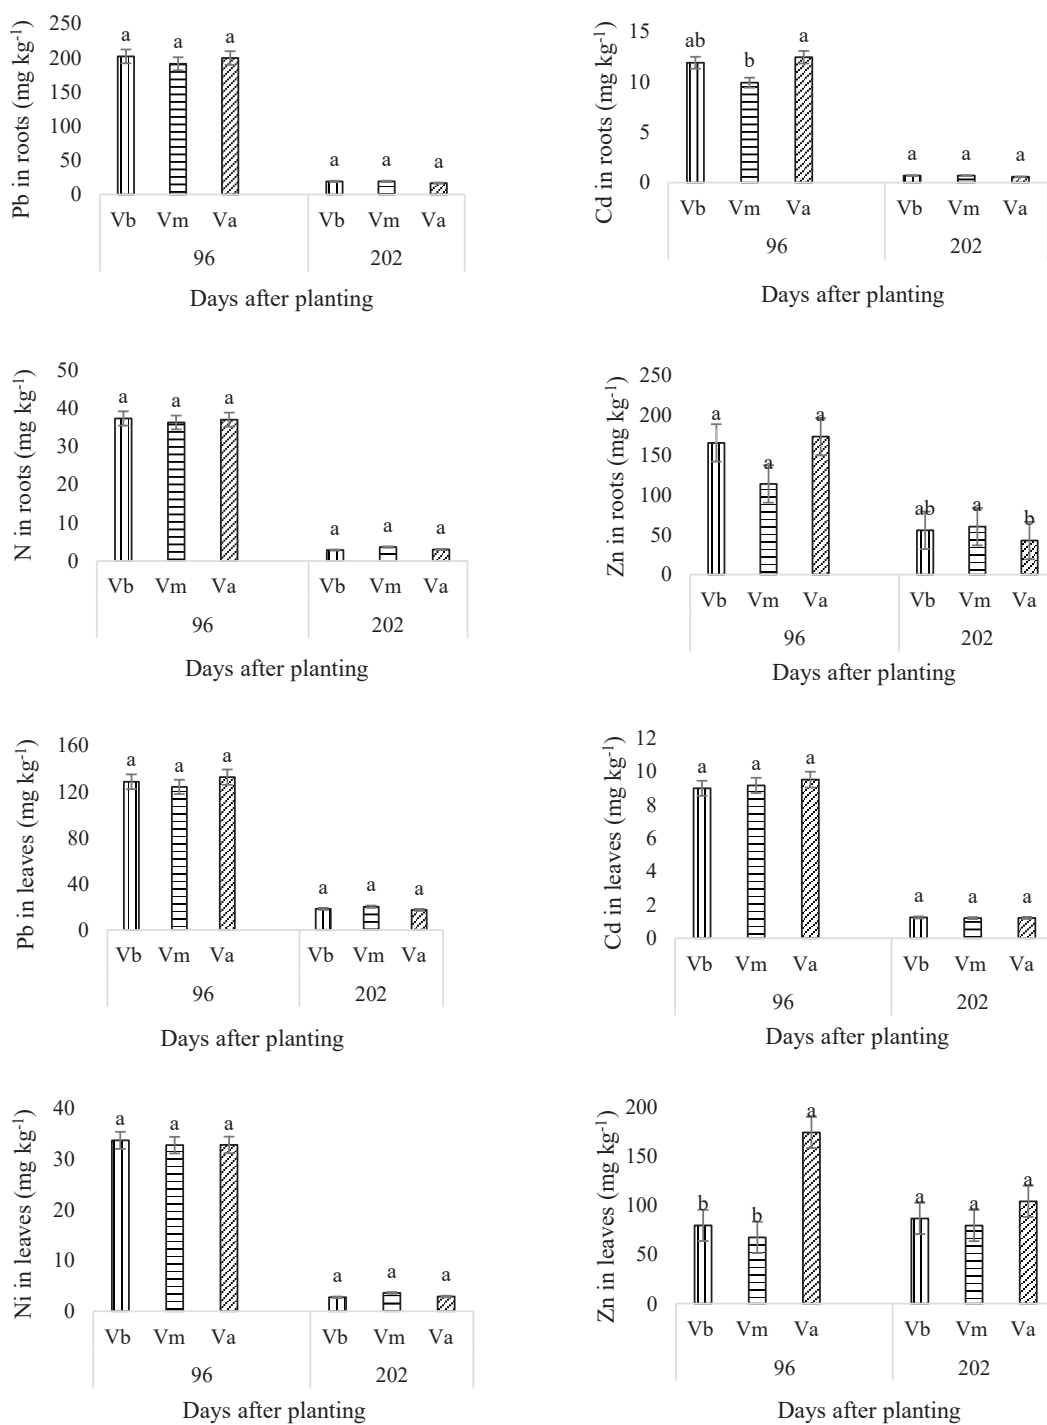 Pb in roots (mg kg-1)
250
200
150
100
50
0
a a a a a a
Vb Vm Va Vb Vm Va
96 202
Days after planting
Cd in roots (mg kg-1)
15
10
5
0
ab b a a a a
Vb Vm Va Vb Vm Va
96 202
Days after planting
N in roots (mg kg-1)
50
40
30
20
10
0
a a a a a a
Vb Vm Va Vb Vm Va
96 202
Days after planting
Zn in roots (mg kg-1)
250
200
150
100
50
0
a a a ab a b
Vb Vm Va Vb Vm Va
96 202
Days after planting
Pb in leaves (mg kg-1)
160
120
80
40
0
a a a a a a
Vb Vm Va Vb Vm Va
96 202
Days after planting
Cd in leaves (mg kg-1)
12
10
8
6
4
2
0
a a a a a a
Vb Vm Va Vb Vm Va
96 202
Days after planting
Ni in leaves (mg kg-1)
40
30
20
10
0
a a a a a a
Vb Vm Va Vb Vm Va
96 202
Days after planting
Zn in leaves (mg kg-1)
200
150
100
50
0
b b a a a a
Vb Vm Va Vb Vm Va
96 202
Days after planting